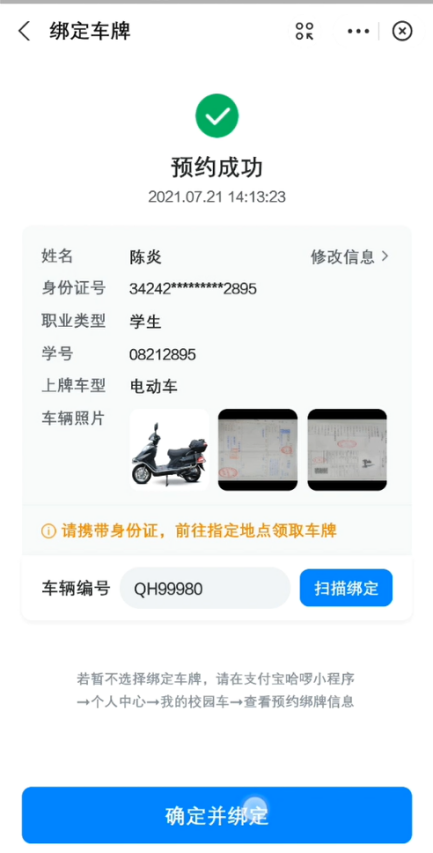 绑定车牌
预约成功
2021.07.21 14:13:23
姓名 陈炎 修改信息
身份证号 34242*********2895
职业类型 学生
学号 08212895
上牌车型 电动车
车辆照片
请携带身份证，前往指定地点领取车牌
车辆编号 QH99980 扫描绑定
若暂不选择绑定车牌，请在支付宝哈啰小程序
→个人中心→我的校园车→查看预约绑牌信息
确定并绑定